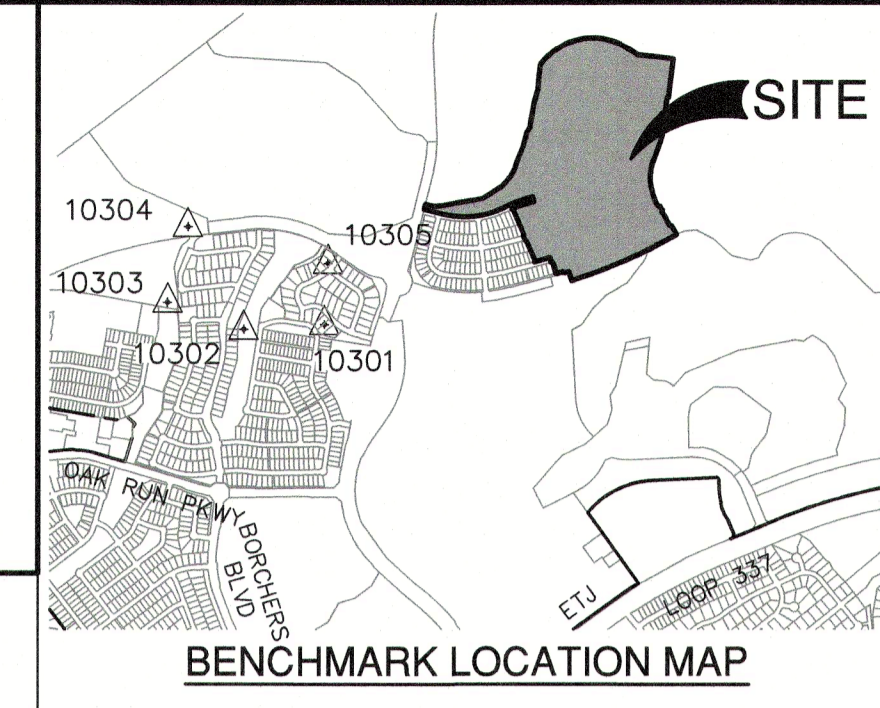 SITE
10304
10305
10303
10302
10301
OAK RUN PKWY
BORCHERS
BLVD
ETJ
LOOP 337
BENCHMARK LOCATION MAP